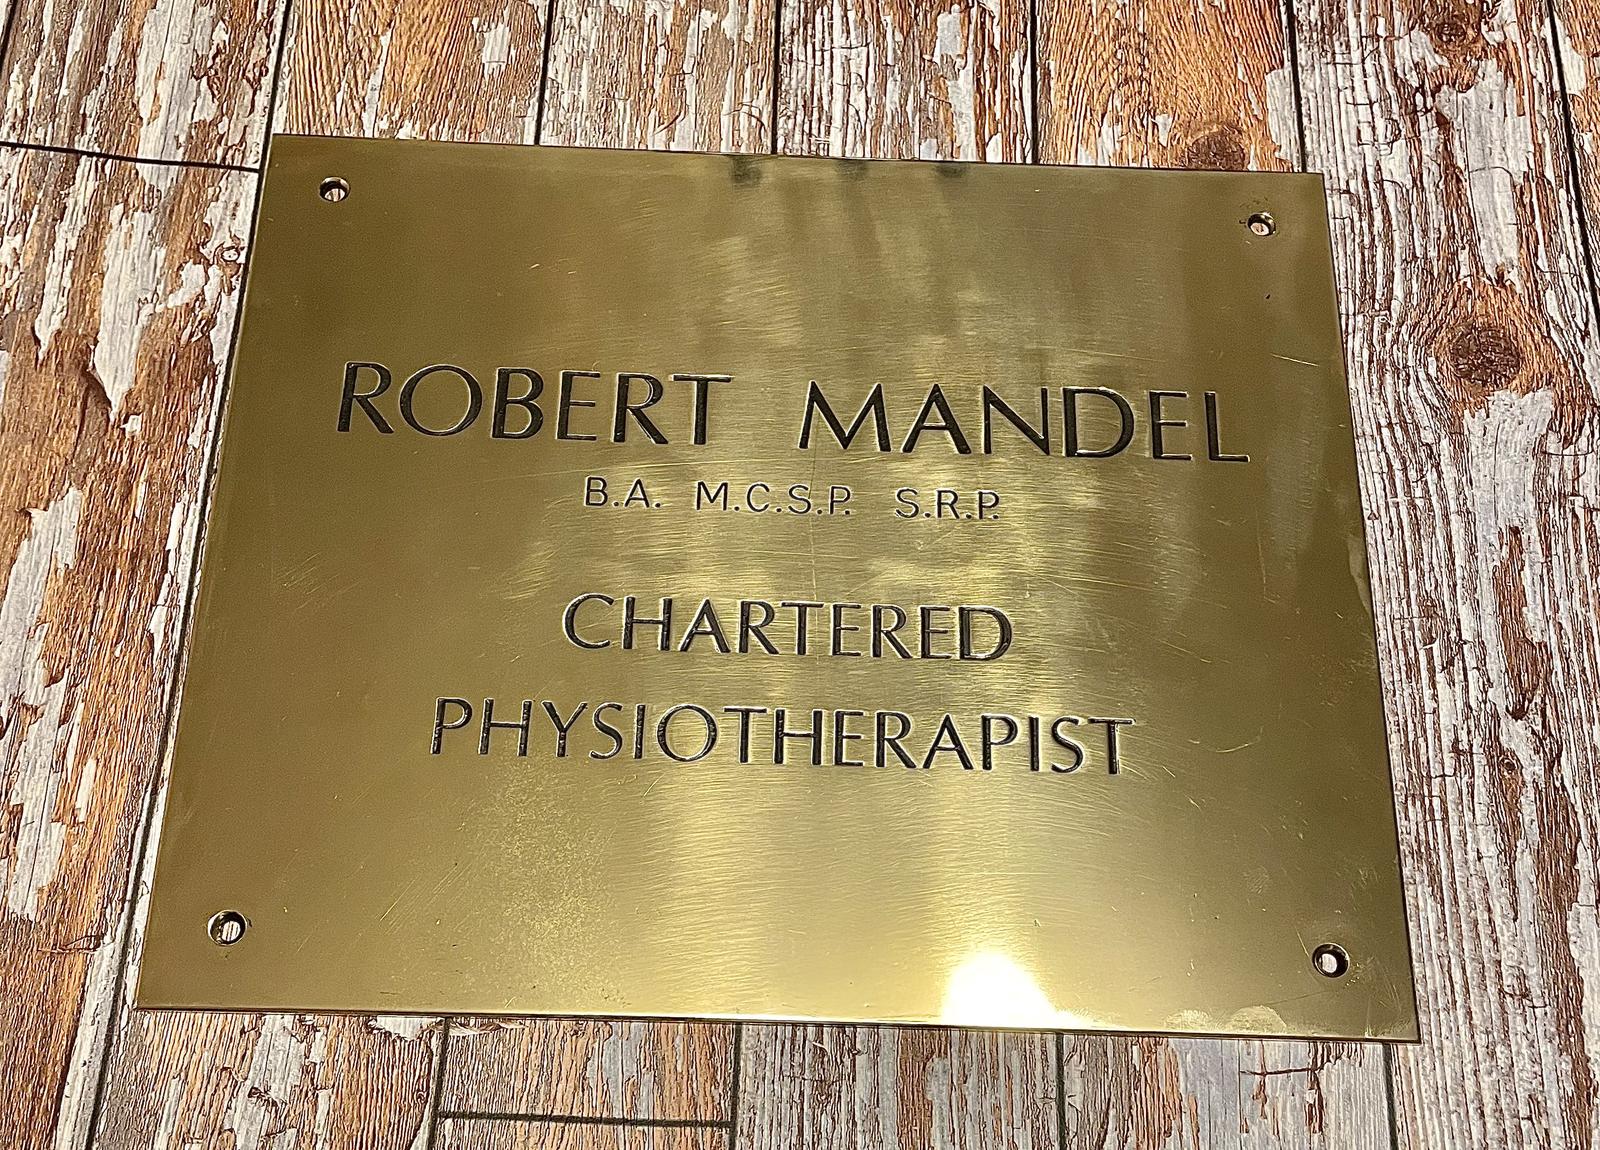 ROBERT MANDEL
B.A. M.C.S.P. S.R.P.
CHARTERED
PHYSIOTHERAPIST